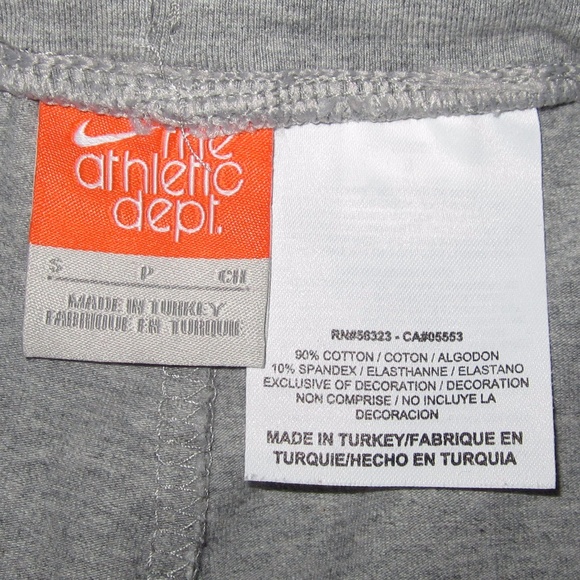 the
athletic
dept.
S P CH
MADE IN TURKEY
FABRIQUE EN TURQUIE
RN#56323 - CA#05553
90% COTTON / COTON / ALGODON
10% SPANDEX / ELASTHANNE / ELASTANO
EXCLUSIVE OF DECORATION / DECORATION
NON COMPRISE / NO INCLUYE LA
DECORACION
MADE IN TURKEY/FABRIQUE EN
TURQUIE/HECHO EN TURQUIA